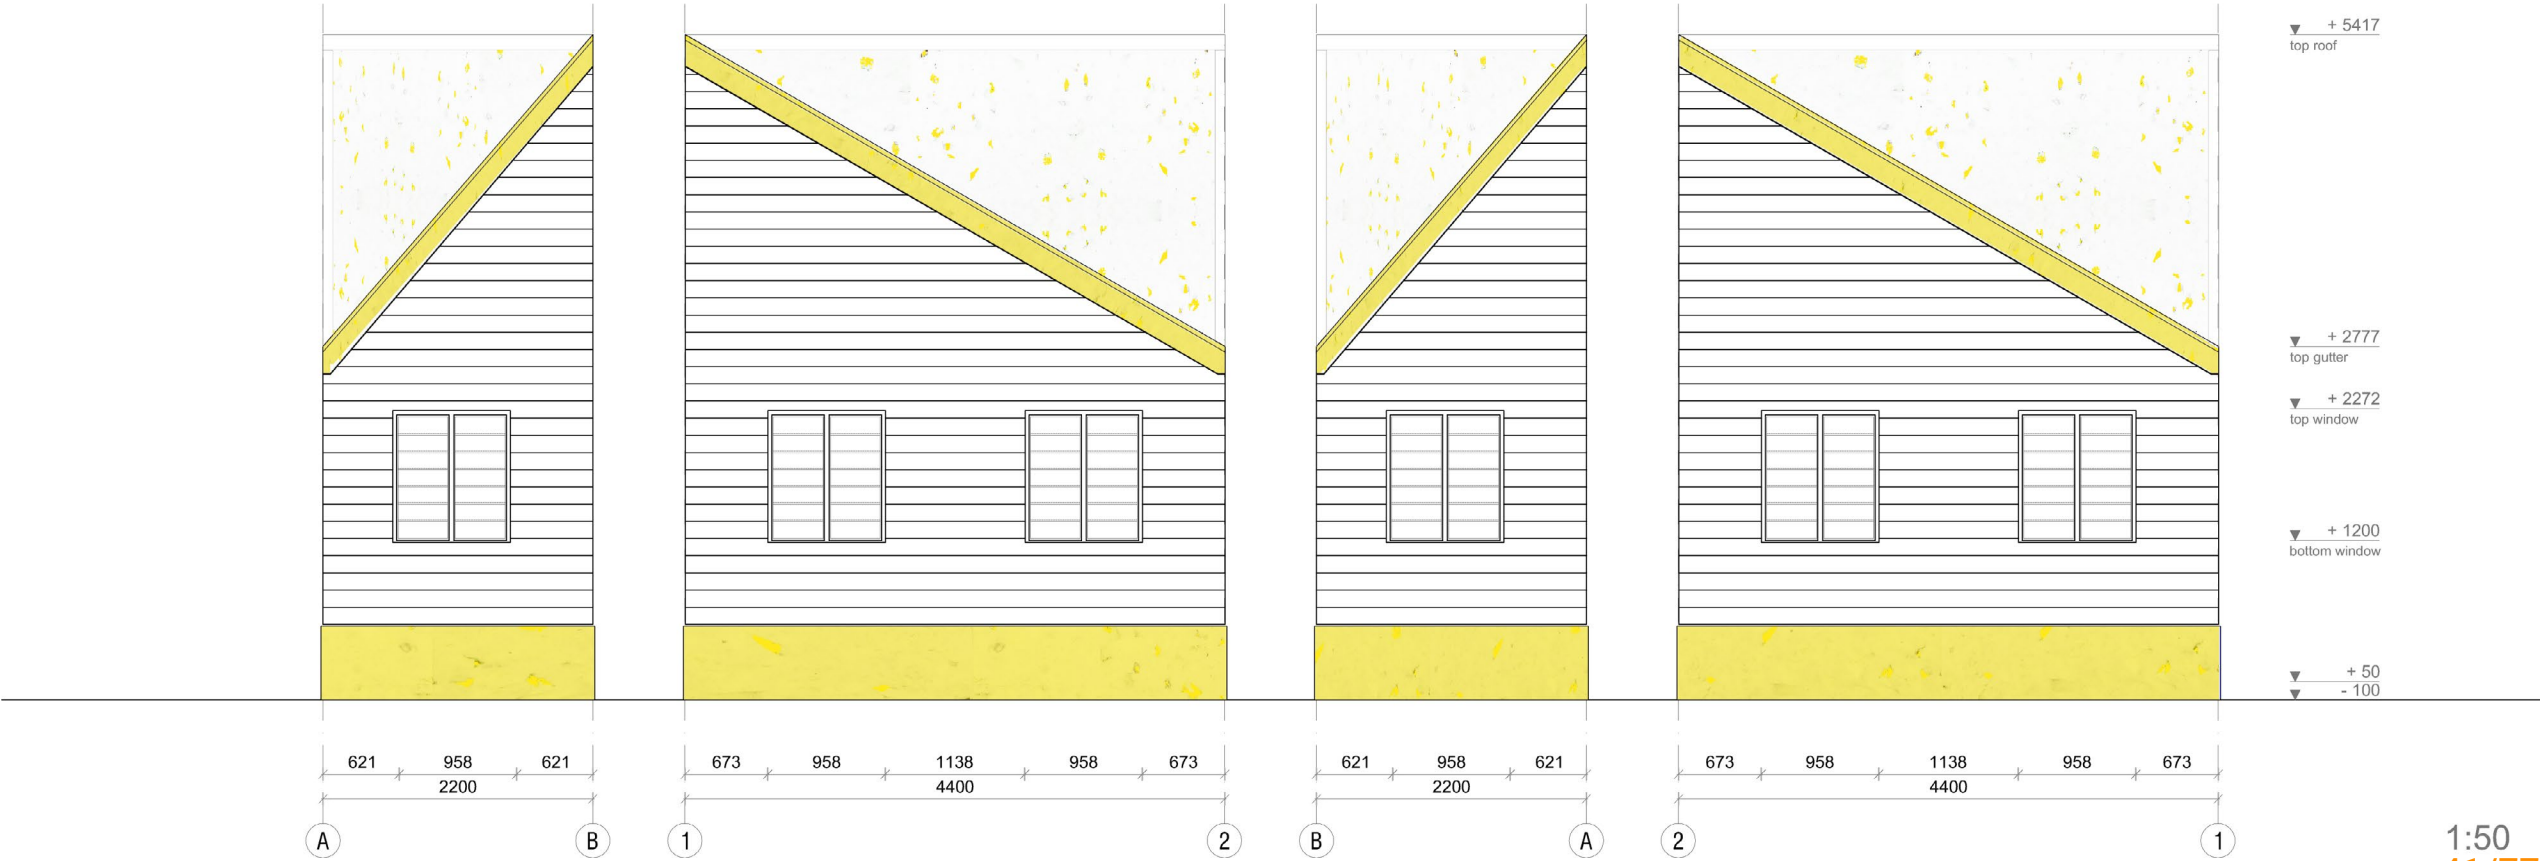 + 5417
top roof
+ 2777
top gutter
+ 2272
top window
+ 1200
bottom window
+ 50
- 100
621 958 621 673 958 1138 958 673 621 958 621 673 958 1138 958 673
2200 4400 2200 4400
A B 1 2 B A 2 1
1:50